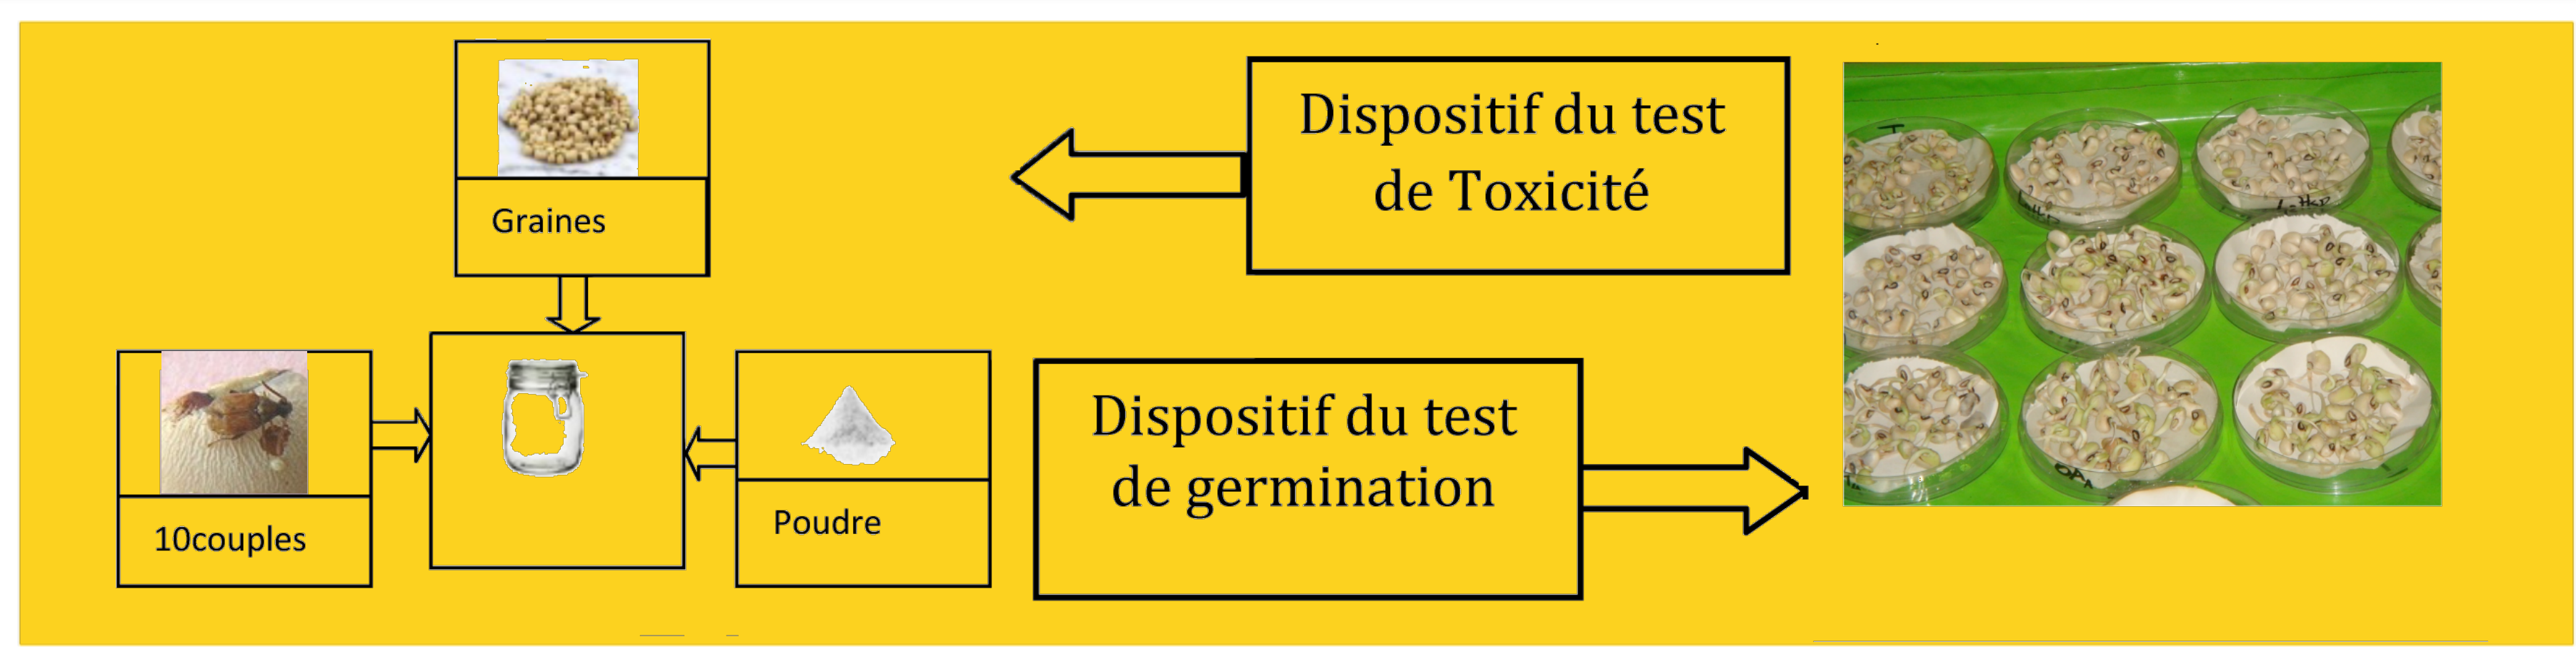 Graines
10couples
Poudre
Dispositif du test
de Toxicité
Dispositif du test
de germination